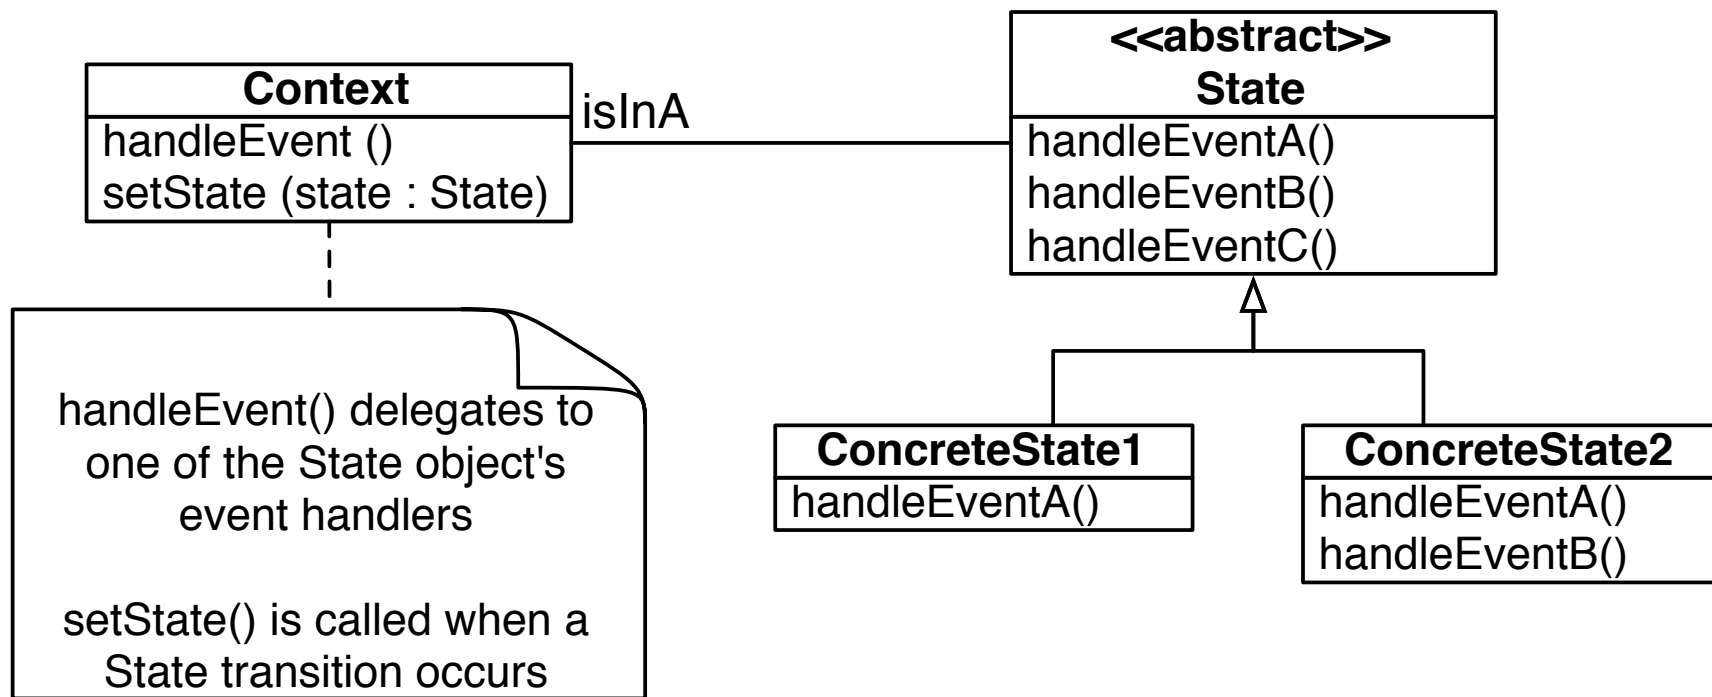 Context
handleEvent ()
setState (state : State)
isInA
<<abstract>>
State
handleEventA()
handleEventB()
handleEventC()
handleEvent() delegates to
one of the State object's
event handlers
setState() is called when a
State transition occurs
ConcreteState1
handleEventA()
ConcreteState2
handleEventA()
handleEventB()